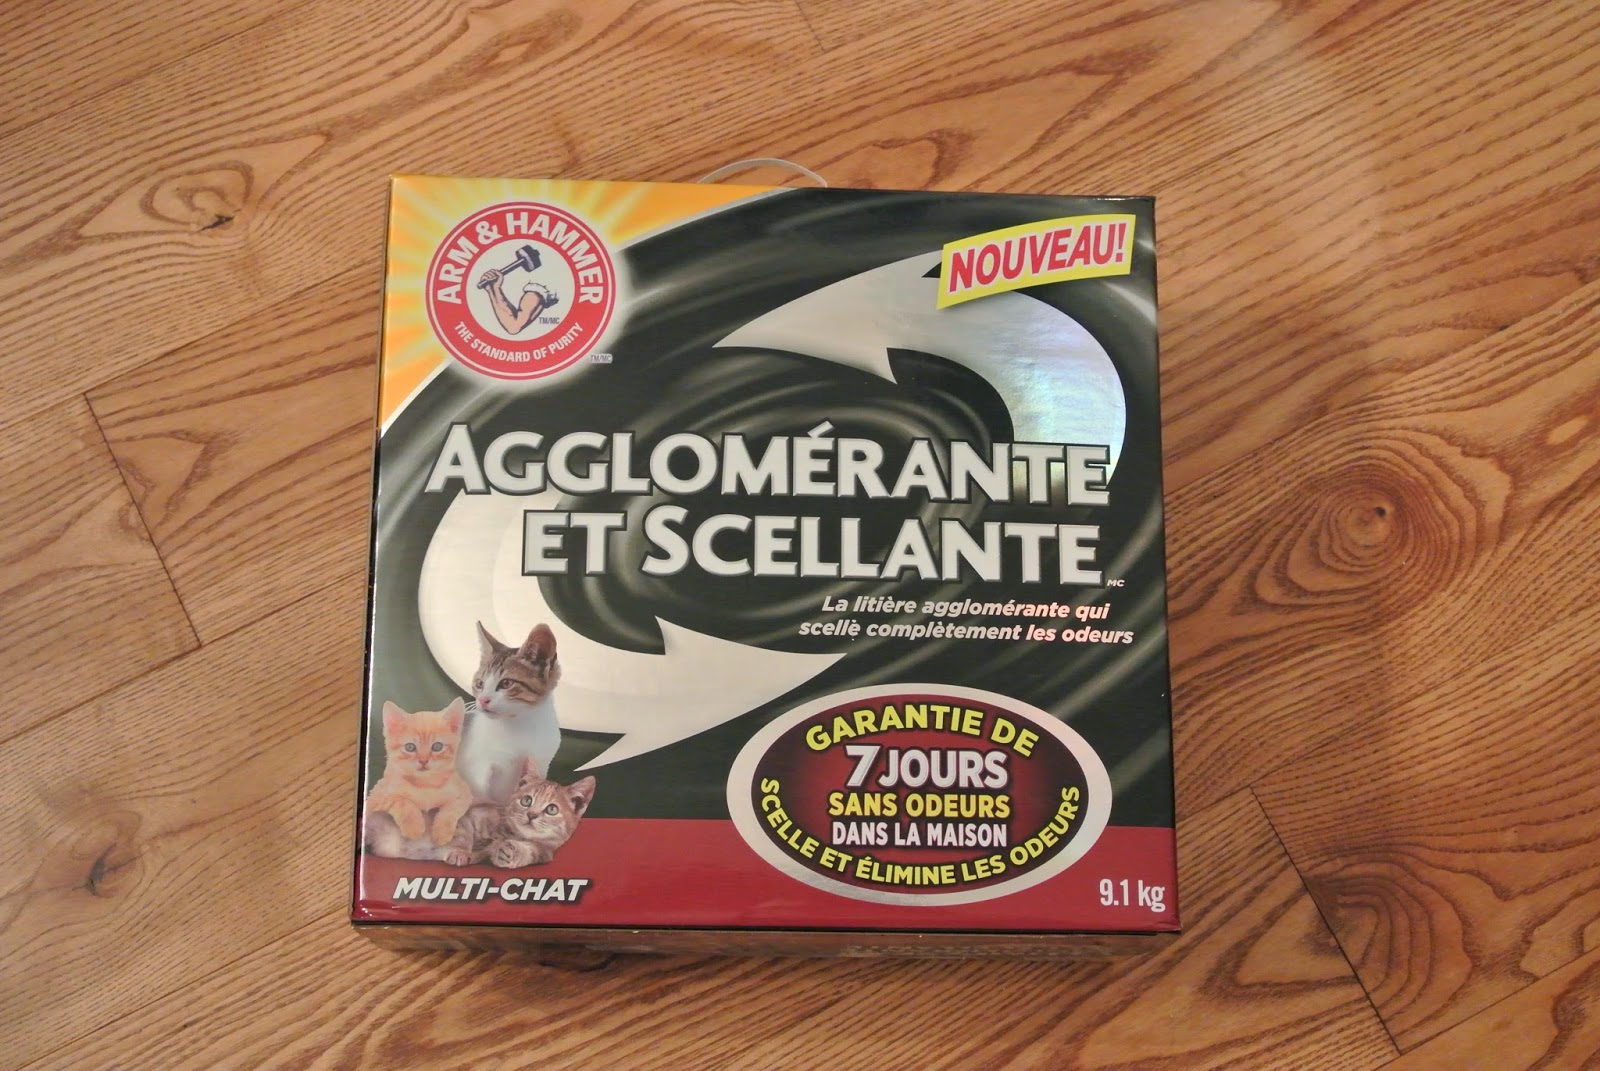 ARM & HAMMER
THE STANDARD OF PURITY
TM/MC
TM/MC
NOUVEAU!
AGGLOMÉRANTE
ET SCELLANTE MC
La litière agglomérante qui
scelle complètement les odeurs
GARANTIE DE
7 JOURS
SANS ODEURS
DANS LA MAISON
SCELLE ET ÉLIMINE LES ODEURS
MULTI-CHAT
9.1 kg